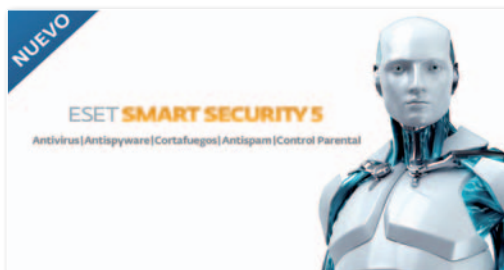 NUEVO
ESET SMART SECURITY 5
Antivirus|Antispyware|Cortafuegos|Antispam|Control Parental